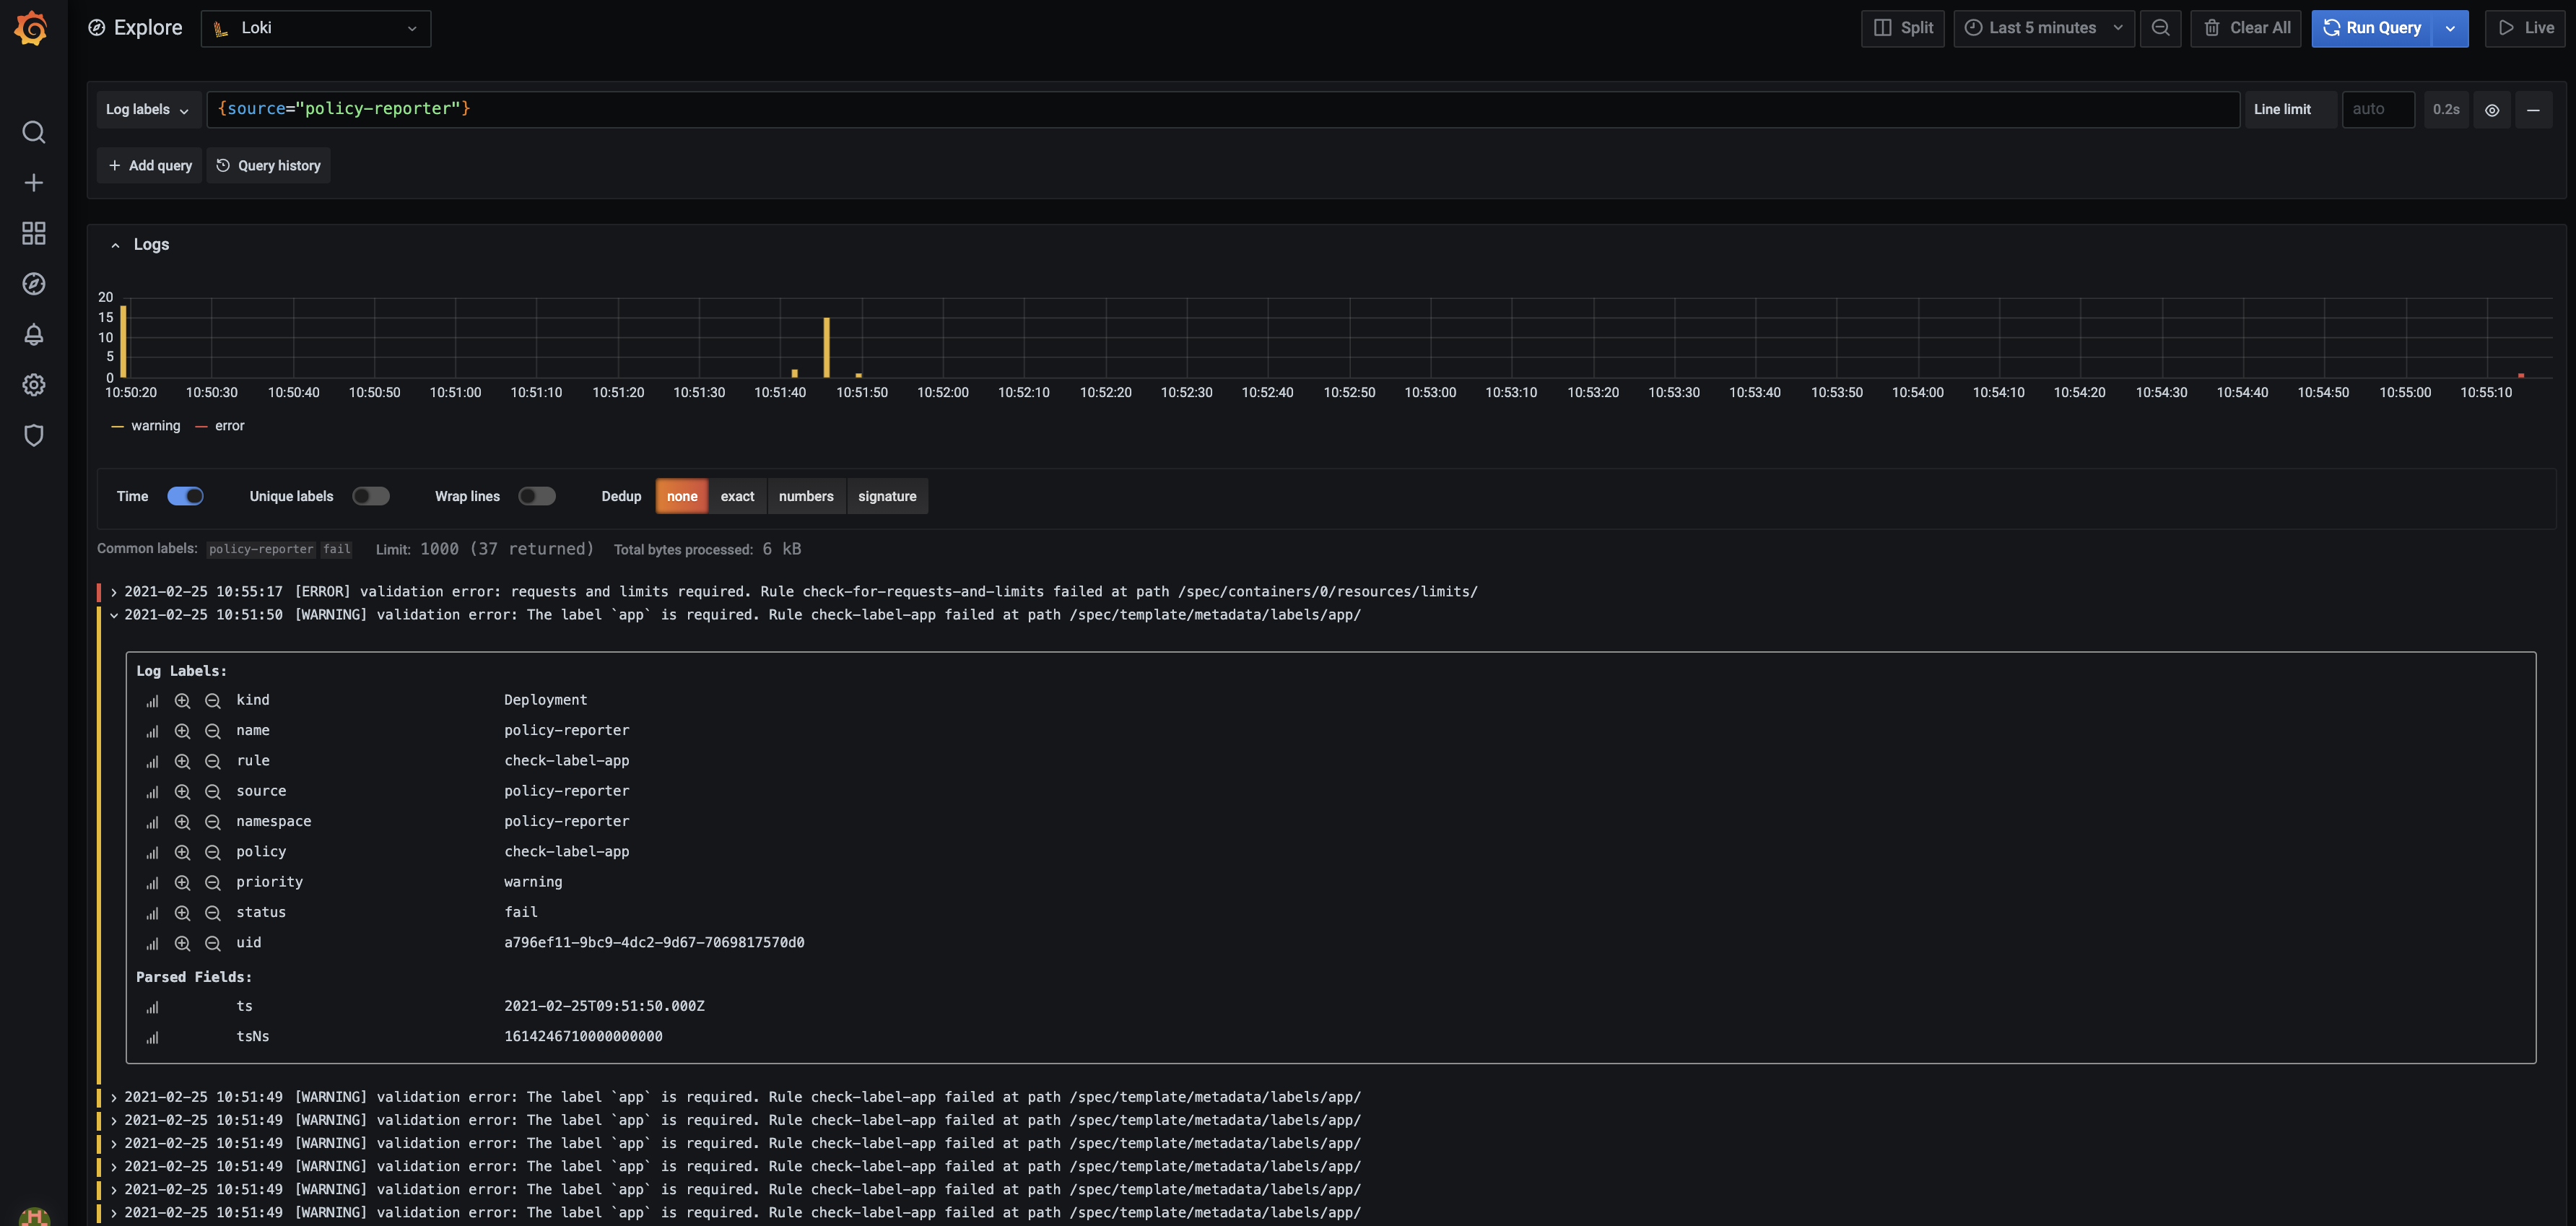 Explore Loki Split Last 5 minutes Clear All Run Query Live
Log labels {source="policy-reporter"} Line limit auto 0.2s
Add query Query history
Logs
20
15
10
5
0
10:50:20 10:50:30 10:50:40 10:50:50 10:51:00 10:51:10 10:51:20 10:51:30 10:51:40 10:51:50 10:52:00 10:52:10 10:52:20 10:52:30 10:52:40 10:52:50 10:53:00 10:53:10 10:53:20 10:53:30 10:53:40 10:53:50 10:54:00 10:54:10 10:54:20 10:54:30 10:54:40 10:54:50 10:55:00 10:55:10
warning error
Time Unique labels Wrap lines Dedup none exact numbers signature
Common labels: policy-reporter fail Limit: 1000 (37 returned) Total bytes processed: 6 kB
2021-02-25 10:55:17 [ERROR] validation error: requests and limits required. Rule check-for-requests-and-limits failed at path /spec/containers/0/resources/limits/
2021-02-25 10:51:50 [WARNING] validation error: The label `app` is required. Rule check-label-app failed at path /spec/template/metadata/labels/app/
Log Labels:
kind Deployment
name policy-reporter
rule check-label-app
source policy-reporter
namespace policy-reporter
policy check-label-app
priority warning
status fail
uid a796ef11-9bc9-4dc2-9d67-7069817570d0
Parsed Fields:
ts 2021-02-25T09:51:50.000Z
tsNs 1614246710000000000
2021-02-25 10:51:49 [WARNING] validation error: The label `app` is required. Rule check-label-app failed at path /spec/template/metadata/labels/app/
2021-02-25 10:51:49 [WARNING] validation error: The label `app` is required. Rule check-label-app failed at path /spec/template/metadata/labels/app/
2021-02-25 10:51:49 [WARNING] validation error: The label `app` is required. Rule check-label-app failed at path /spec/template/metadata/labels/app/
2021-02-25 10:51:49 [WARNING] validation error: The label `app` is required. Rule check-label-app failed at path /spec/template/metadata/labels/app/
2021-02-25 10:51:49 [WARNING] validation error: The label `app` is required. Rule check-label-app failed at path /spec/template/metadata/labels/app/
2021-02-25 10:51:49 [WARNING] validation error: The label `app` is required. Rule check-label-app failed at path /spec/template/metadata/labels/app/